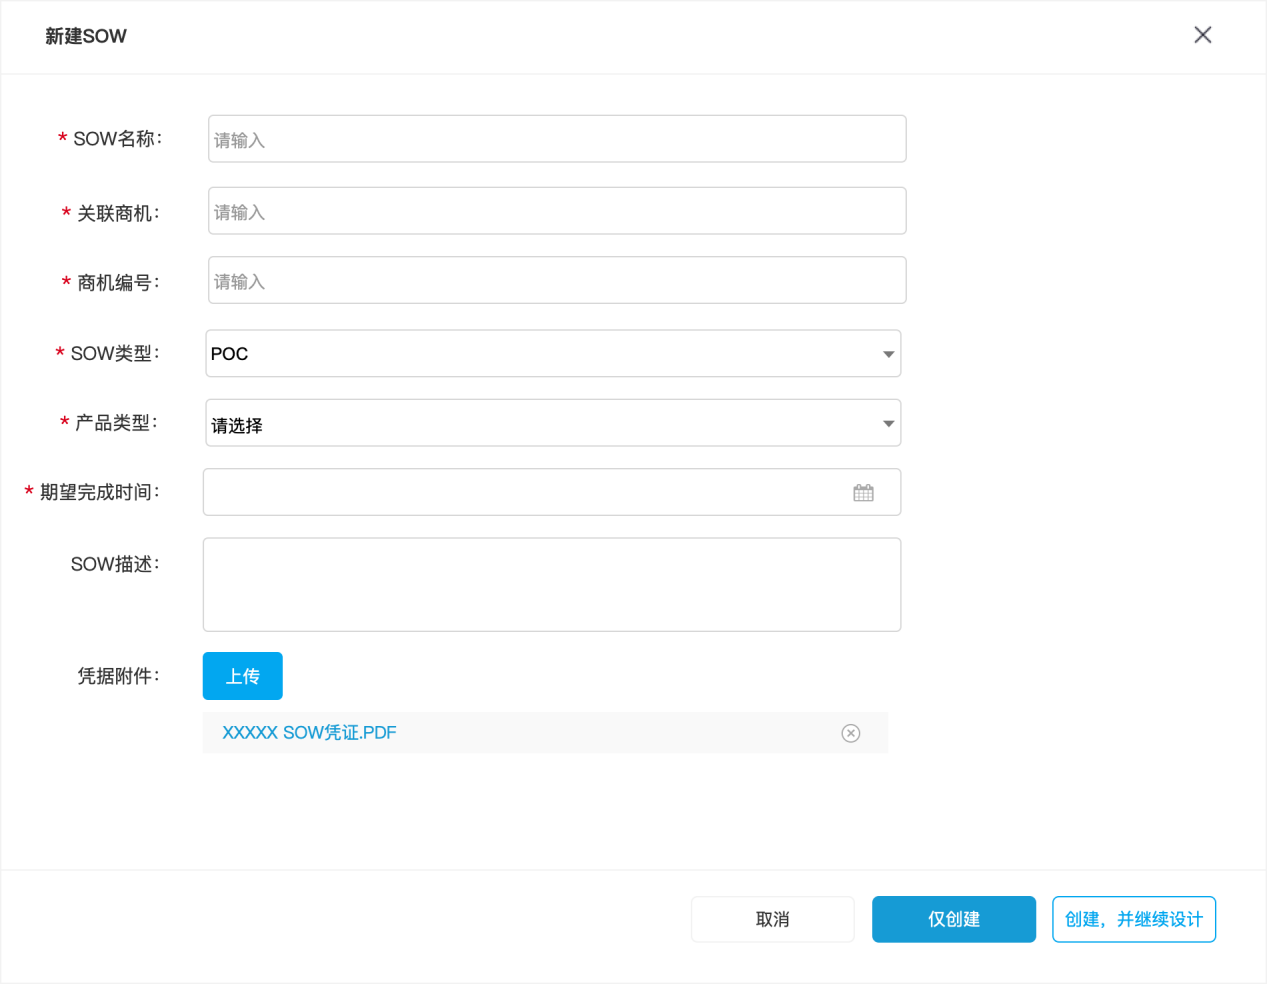 新建SOW
* SOW名称：
请输入
* 关联商机：
请输入
* 商机编号：
请输入
* SOW类型：
POC
* 产品类型：
请选择
* 期望完成时间：
SOW描述：
凭据附件：
上传
XXXXX SOW凭证.PDF
取消
仅创建
创建，并继续设计